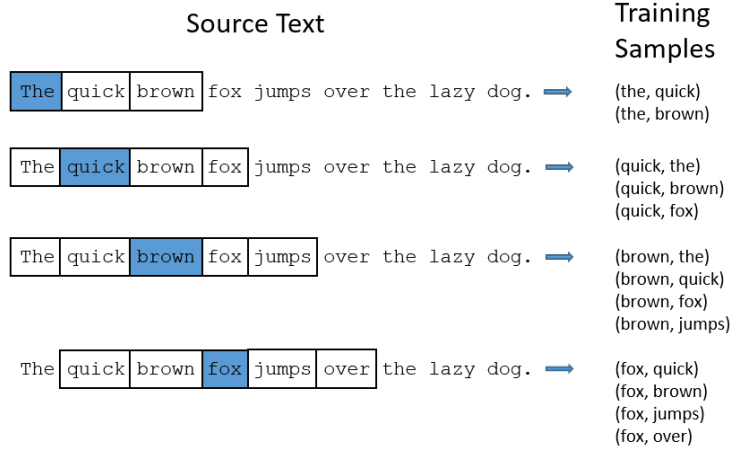 Source Text
Training
Samples
The quick brown fox jumps over the lazy dog.
(the, quick)
(the, brown)
The quick brown fox jumps over the lazy dog.
(quick, the)
(quick, brown)
(quick, fox)
The quick brown fox jumps over the lazy dog.
(brown, the)
(brown, quick)
(brown, fox)
(brown, jumps)
The quick brown fox jumps over the lazy dog.
(fox, quick)
(fox, brown)
(fox, jumps)
(fox, over)